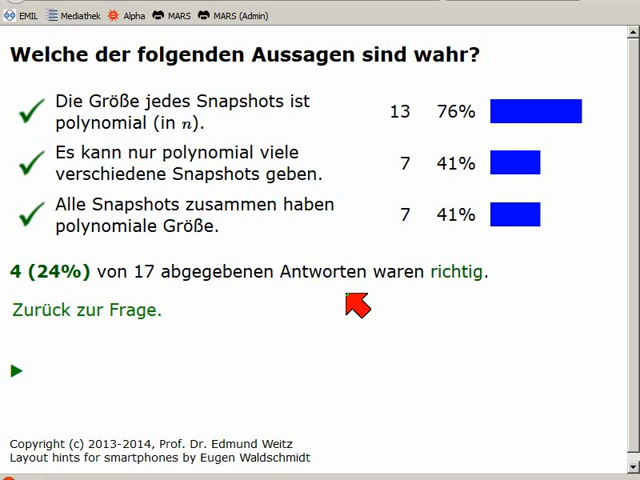 EMIL Mediathek Alpha MARS MARS (Admin)
Welche der folgenden Aussagen sind wahr?
Die Größe jedes Snapshots ist
polynomial (in n). 13 76%
Es kann nur polynomial viele
verschiedene Snapshots geben. 7 41%
Alle Snapshots zusammen haben
polynomiale Größe. 7 41%
4 (24%) von 17 abgegebenen Antworten waren richtig.
Zurück zur Frage.
Copyright (c) 2013-2014, Prof. Dr. Edmund Weitz
Layout hints for smartphones by Eugen Waldschmidt